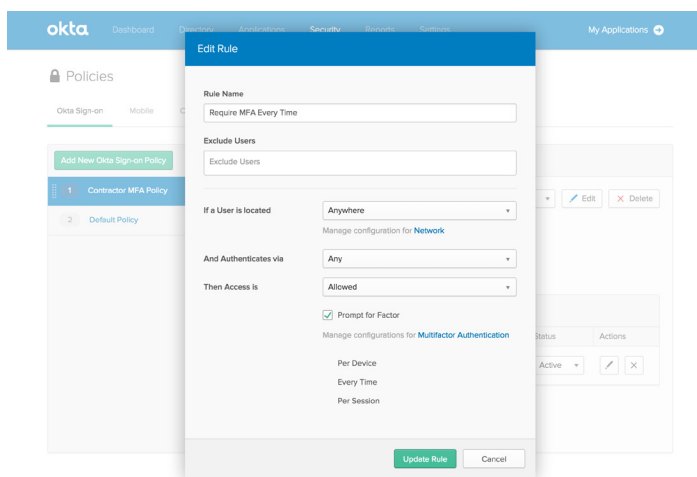 okta Dashboard Directory Applications Security Reports Settings My Applications
Policies
Okta Sign-on Mobile
Add New Okta Sign-on Policy
1 Contractor MFA Policy
2 Default Policy
Edit Delete
Status Actions
Active
Edit Rule
Rule Name
Require MFA Every Time
Exclude Users
Exclude Users
If a User is located Anywhere
Manage configuration for Network
And Authenticates via Any
Then Access is Allowed
Prompt for Factor
Manage configurations for Multifactor Authentication
Per Device
Every Time
Per Session
Update Rule Cancel